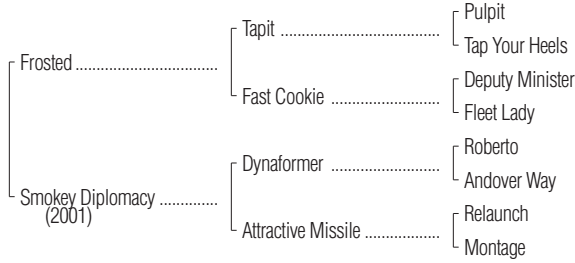 Pulpit
Tapit ......................................
Tap Your Heels
Frosted ..................................
Deputy Minister
Fast Cookie ..........................
Fleet Lady
Roberto
Dynaformer ..........................
Andover Way
Smokey Diplomacy ..............
(2001)
Relaunch
Attractive Missile ..................
Montage